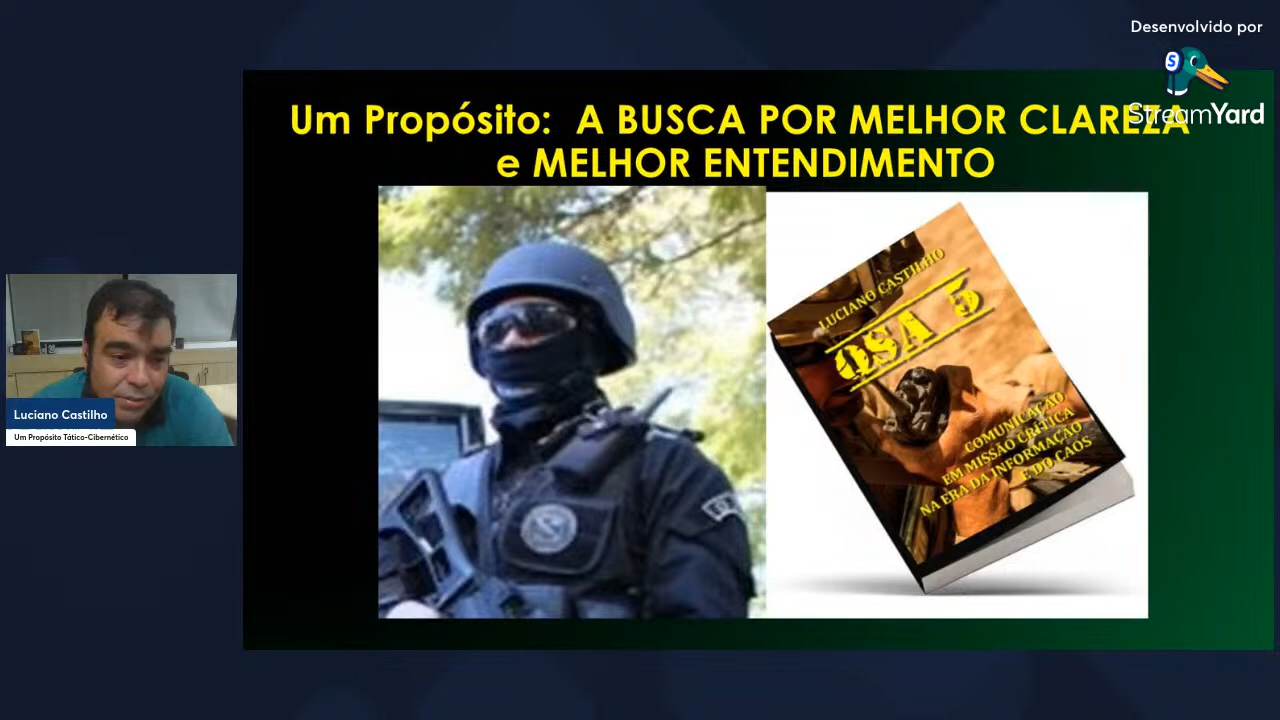 Desenvolvido por
StreamYard
Um Propósito: A BUSCA POR MELHOR CLAREZA
e MELHOR ENTENDIMENTO
LUCIANO CASTILHO
QSA 5
COMUNICAÇÃO
EM MISSÃO CRÍTICA
NA ERA DA INFORMAÇÃO
E DO CAOS
Luciano Castilho
Um Propósito Tático-Cibernético